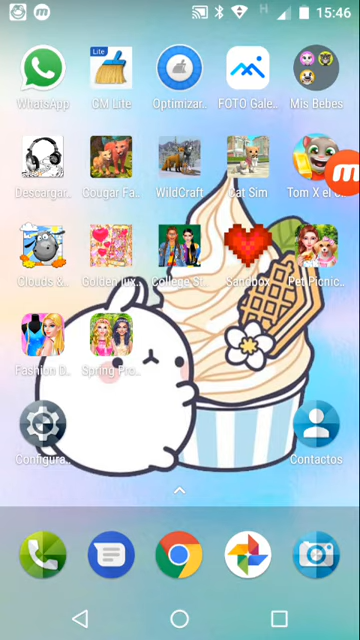 H 15:46
WhatsApp
Lite
CM Lite
Optimizar..
FOTO Gale..
Mis Bebes
Descargar..
Cougar Fa..
WildCraft
Cat Sim
Tom X el O
Clouds &..
Golden lux..
College St..
Sandbox
Pet Picnic..
Fashion D..
Spring Pro..
Configura..
Contactos